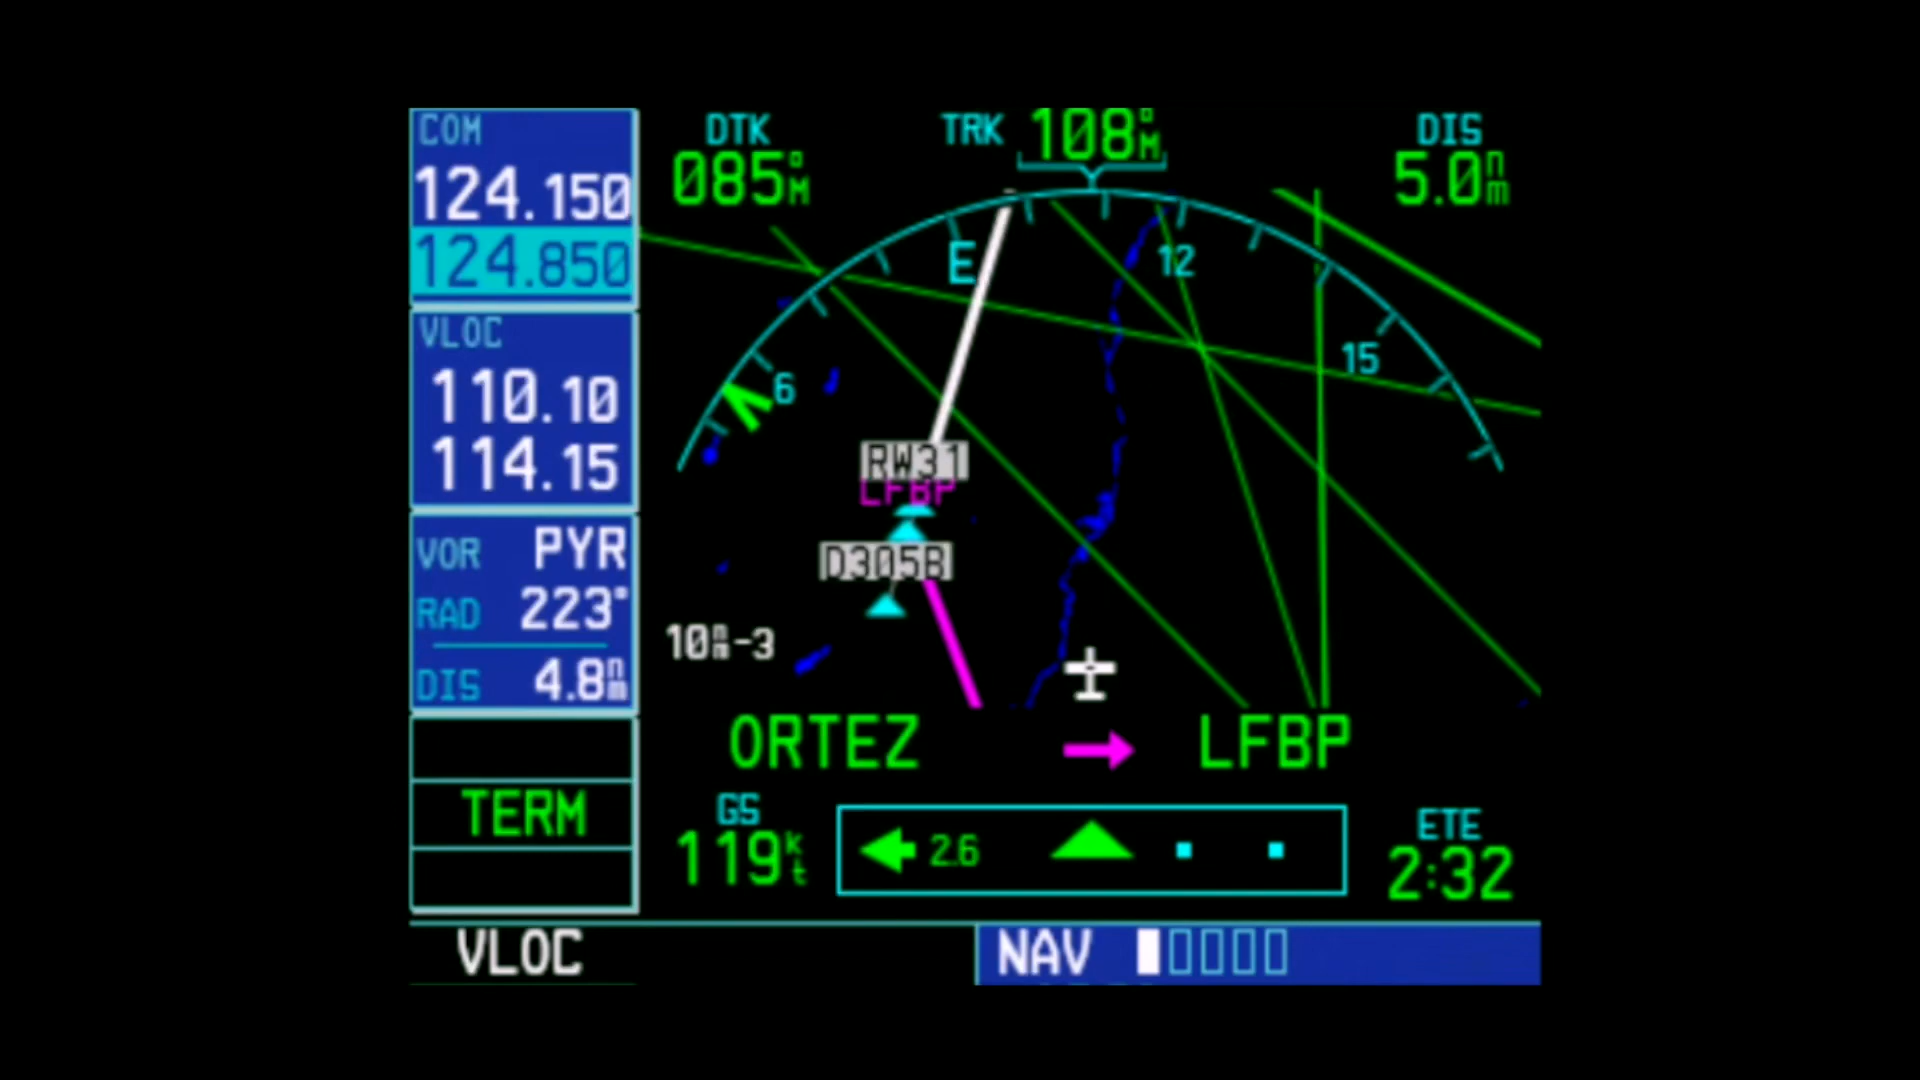 COM
124.150
124.850
VLOC
110.10
114.15
VOR PYR
RAD 223°
DIS 4.8nm
TERM
VLOC
DTK
085°M
TRK 108°M
DIS
5.0nm
E
12
15
6
RW31
LFBP
D305B
10nm-3
ORTEZ LFBP
GS
119kt
2.6
ETE
2:32
NAV